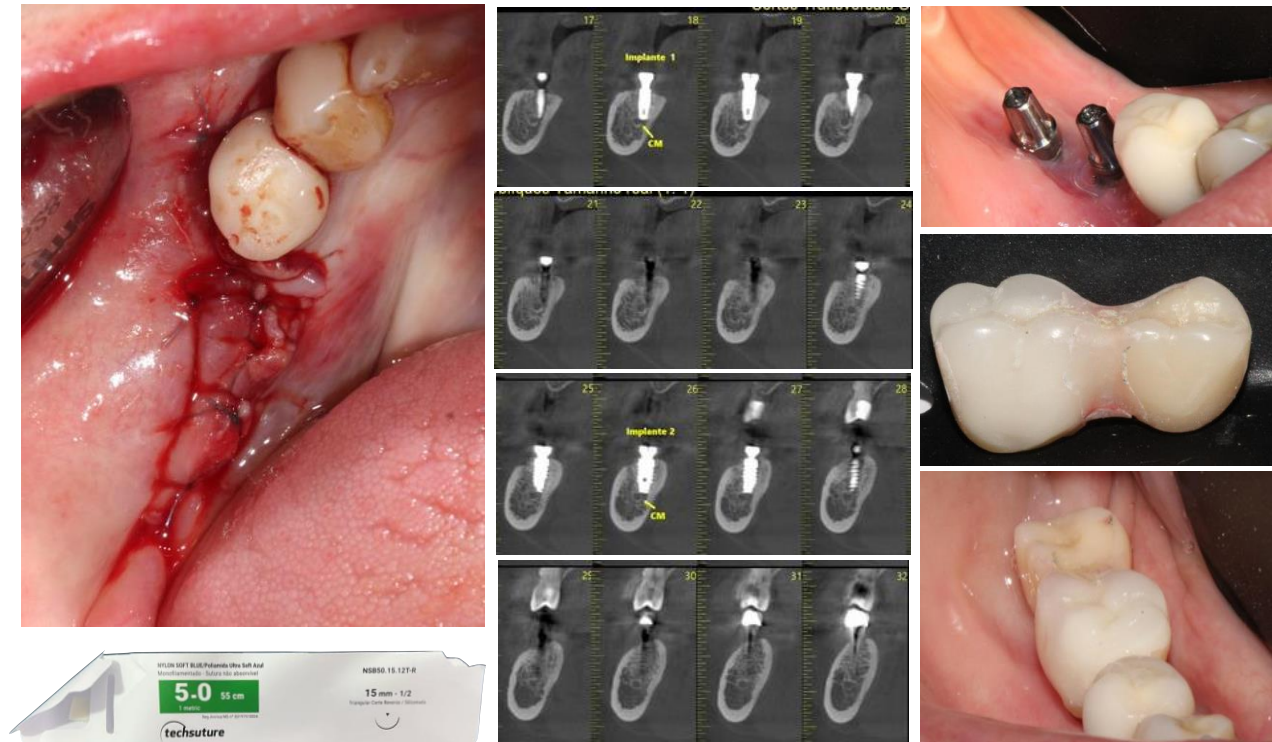 17
18
19
20
Implante 1
CM
21
22
23
24
25
26
27
28
Implante 2
CM
29
30
31
32
NYLON SOFT BLUE/Poliamida Ultra Soft Azul
Monofilamentado - Sutura não absorvível
5-0 55 cm
1 metric
techsuture
NSB50.15.12T-R
15 mm - 1/2